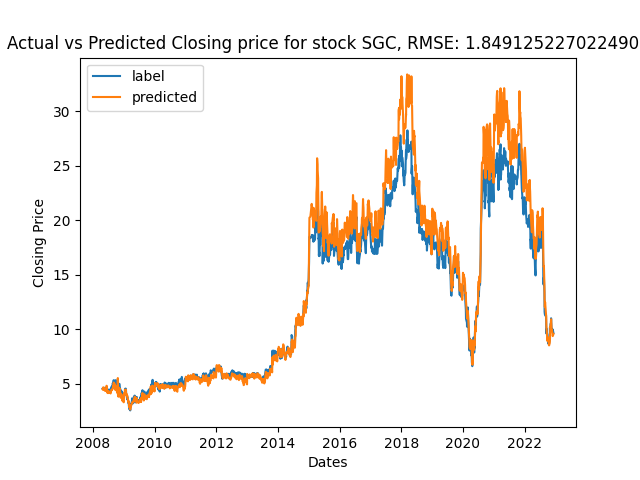 Actual vs Predicted Closing price for stock SGC, RMSE: 1.849125227022490
label
predicted
30
25
20
15
10
5
Closing Price
2008 2010 2012 2014 2016 2018 2020 2022
Dates